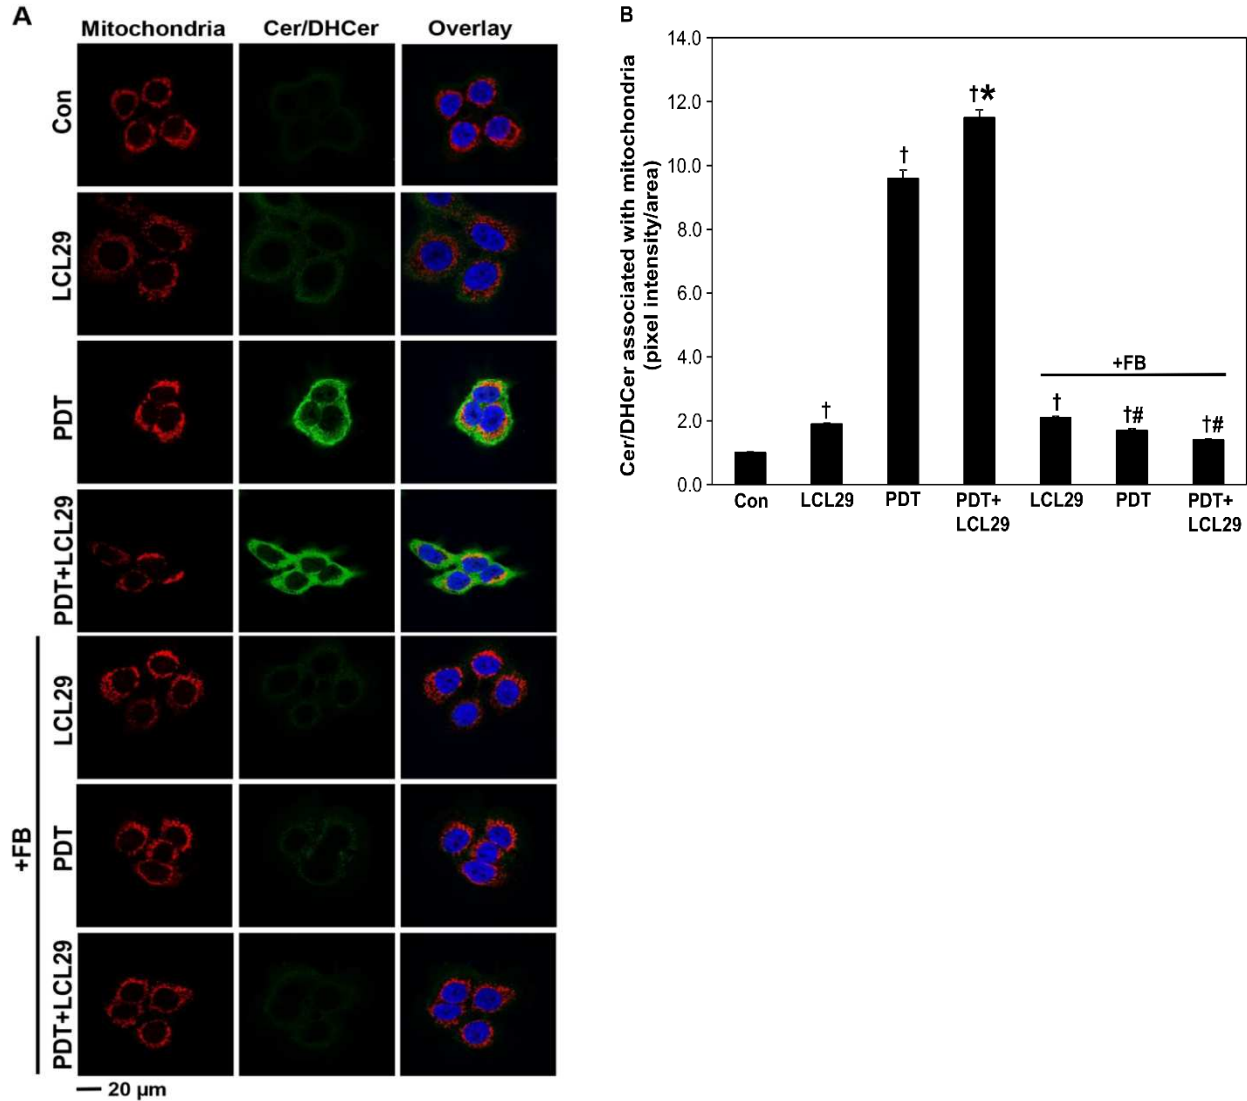 A
Mitochondria Cer/DHCer Overlay
Con
LCL29
PDT
PDT+LCL29
+FB
LCL29
PDT
PDT+LCL29
20 µm
B
Cer/DHCer associated with mitochondria
(pixel intensity/area)
14.0
12.0
10.0
8.0
6.0
4.0
2.0
0.0
†
†
†*
+FB
†
†#
†#
Con LCL29 PDT PDT+ LCL29 PDT PDT+
LCL29 LCL29